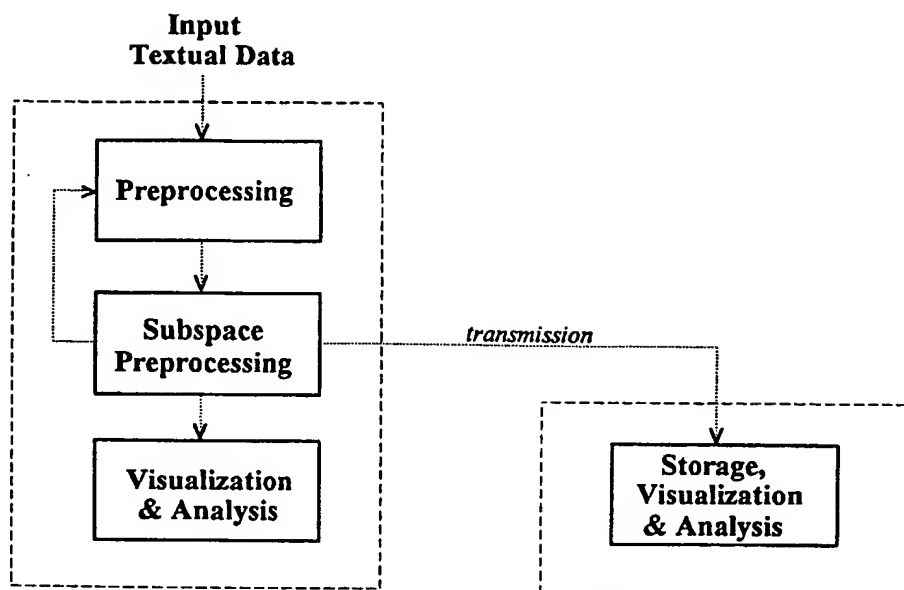 Input
Textual Data
Preprocessing
Subspace
Preprocessing
transmission
Visualization
& Analysis
Storage,
Visualization
& Analysis